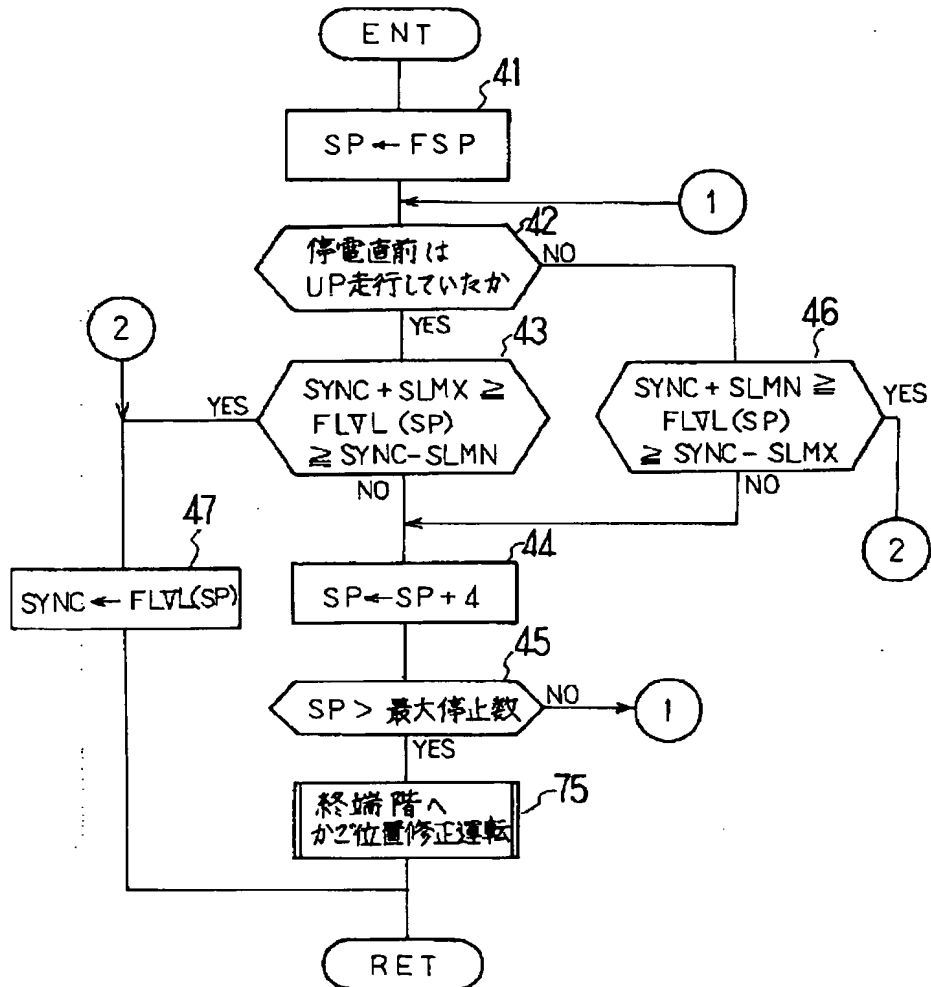 ENT
41
SP←FSP
1
42
停電直前は
UP走行していたか
NO
YES
2
43
46
YES
SYNC+SLMX≧
FL∇L(SP)
≧SYNC-SLMN
NO
SYNC+SLMN≧
FL∇L(SP)
≧SYNC-SLMX
YES
NO
2
47
SYNC←FL∇L(SP)
44
SP←SP+4
45
SP>最大停止数
NO
1
YES
75
終端階へ
かご位置修正運転
RET